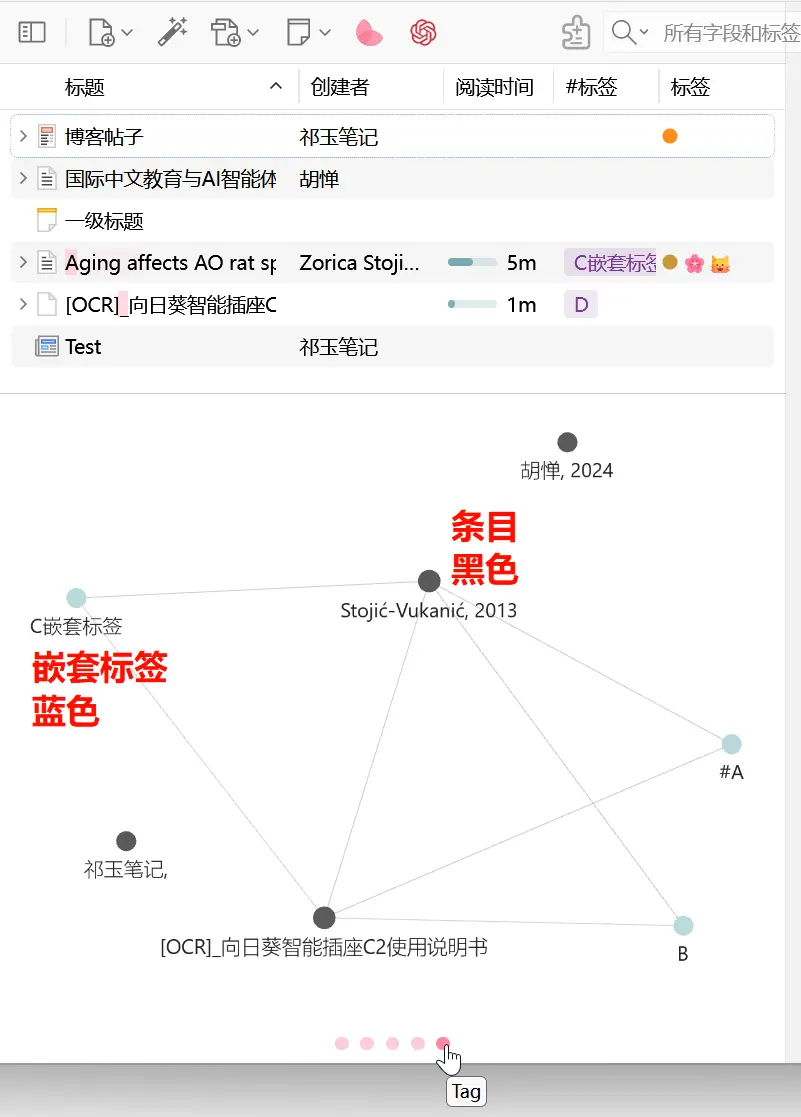 所有字段和标签
标题 创建者 阅读时间 #标签 标签
博客帖子 祁玉笔记
国际中文教育与AI智能体 胡惮
一级标题
Aging affects AO rat sp Zorica Stoji... 5m C嵌套标签
[OCR]_向日葵智能插座C 1m D
Test 祁玉笔记
胡惮, 2024
条目
黑色
Stojić-Vukanić, 2013
C嵌套标签
嵌套标签
蓝色
#A
祁玉笔记,
[OCR]_向日葵智能插座C2使用说明书
B
Tag